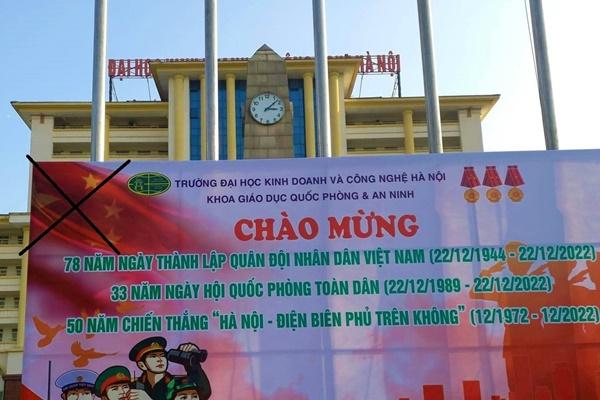 ĐẠI HỌ HÀ NỘI
TRƯỜNG ĐẠI HỌC KINH DOANH VÀ CÔNG NGHỆ HÀ NỘI
KHOA GIÁO DỤC QUỐC PHÒNG & AN NINH
CHÀO MỪNG
78 NĂM NGÀY THÀNH LẬP QUÂN ĐỘI NHÂN DÂN VIỆT NAM (22/12/1944 - 22/12/2022)
33 NĂM NGÀY HỘI QUỐC PHÒNG TOÀN DÂN (22/12/1989 - 22/12/2022)
50 NĂM CHIẾN THẮNG "HÀ NỘI - ĐIỆN BIÊN PHỦ TRÊN KHÔNG" (12/1972 - 12/2022)